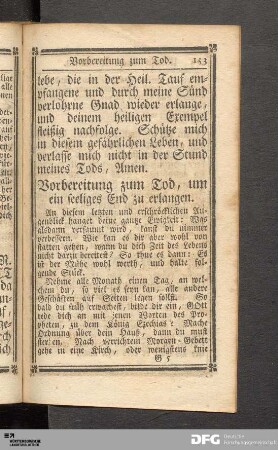 Vorbereitung zum Tod. 153
lebe, die in der Heil. Tauf em-
pfangene und durch meine Sünd
verlohrne Gnad wieder erlange,
und deinem heiligen Exempel
fleißig nachfolge. Schütze mich
in diesem gefährlichen Leben, und
verlasse mich nicht in der Stund
meines Tods, Amen.
Vorbereitung zum Tod, um
ein seeliges End zu erlangen.
An diesem letzten und erschröcklichen Au-
genblick hanget deine gantze Ewigkeit: Was
alsdann versaumt wird, kanst du nimmer
verbessern. Wie kan es dir aber wohl von
statten gehen, wann du dich Zeit des Lebens
nicht darzu bereitest? So thue es dann: Es
ist der Mühe wohl werth, und halte fol-
gende Stück.
Nehme alle Monath einen Tag, an wel-
chem du, so viel es seyn kan, alle andere
Geschäfften auf Seiten legen sollst. So
bald du früh erwachest, bilde dir ein, GOtt
rede dich an mit jenen Worten des Pro-
pheten, zu dem König Ezechias: Mache
Ordnung über dein Hauß, dann du must
sterben. Nach verrichtem Morgen-Gebett
gehe in eine Kirch, oder wenigstens knie
G 5
DFG